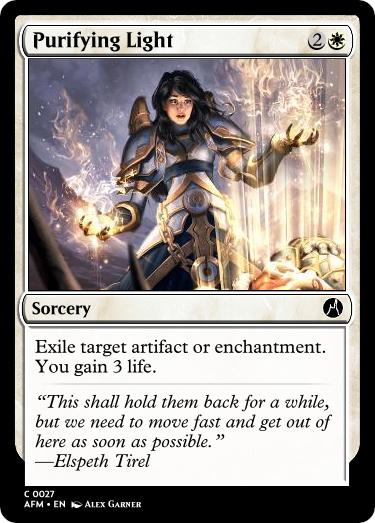 Purifying Light 2
Sorcery
Exile target artifact or enchantment.
You gain 3 life.
“This shall hold them back for a while,
but we need to move fast and get out of
here as soon as possible.”
—Elspeth Tirel
C 0027
AFM • EN Alex Garner